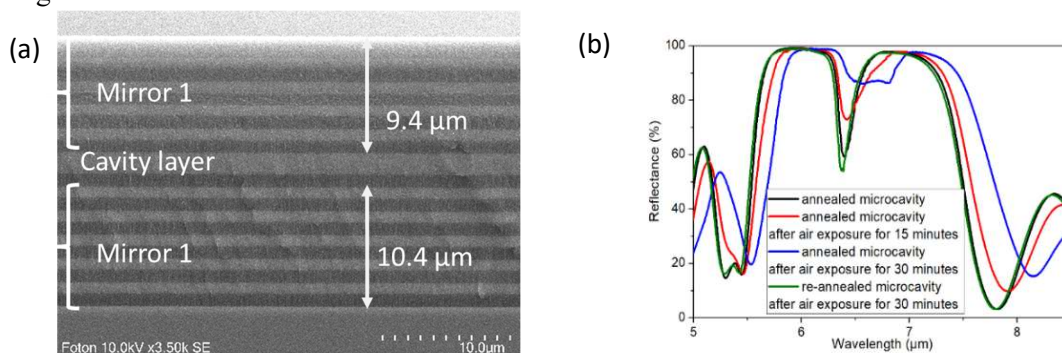 (a)
Mirror 1
9.4 µm
Cavity layer
Mirror 1
10.4 µm
Foton 10.0kV x3.50k SE
10.0µm
(b)
Reflectance (%)
100
80
60
40
20
0
annealed microcavity
annealed microcavity
after air exposure for 15 minutes
annealed microcavity
after air exposure for 30 minutes
re-annealed microcavity
after air exposure for 30 minutes
5
6
7
8
Wavelength (µm)